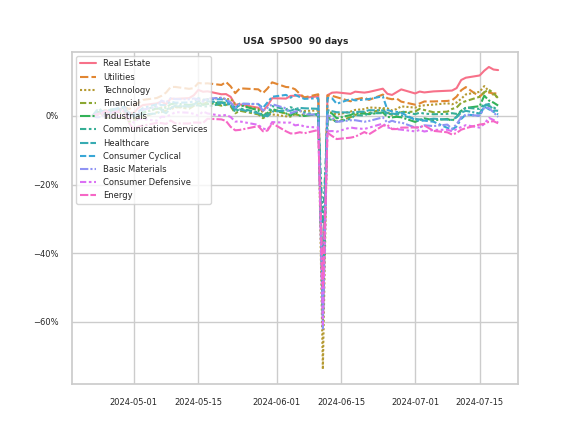 USA SP500 90 days
Real Estate
Utilities
Technology
Financial
Industrials
Communication Services
Healthcare
Consumer Cyclical
Basic Materials
Consumer Defensive
Energy
0%
−20%
−40%
−60%
2024-05-01 2024-05-15 2024-06-01 2024-06-15 2024-07-01 2024-07-15